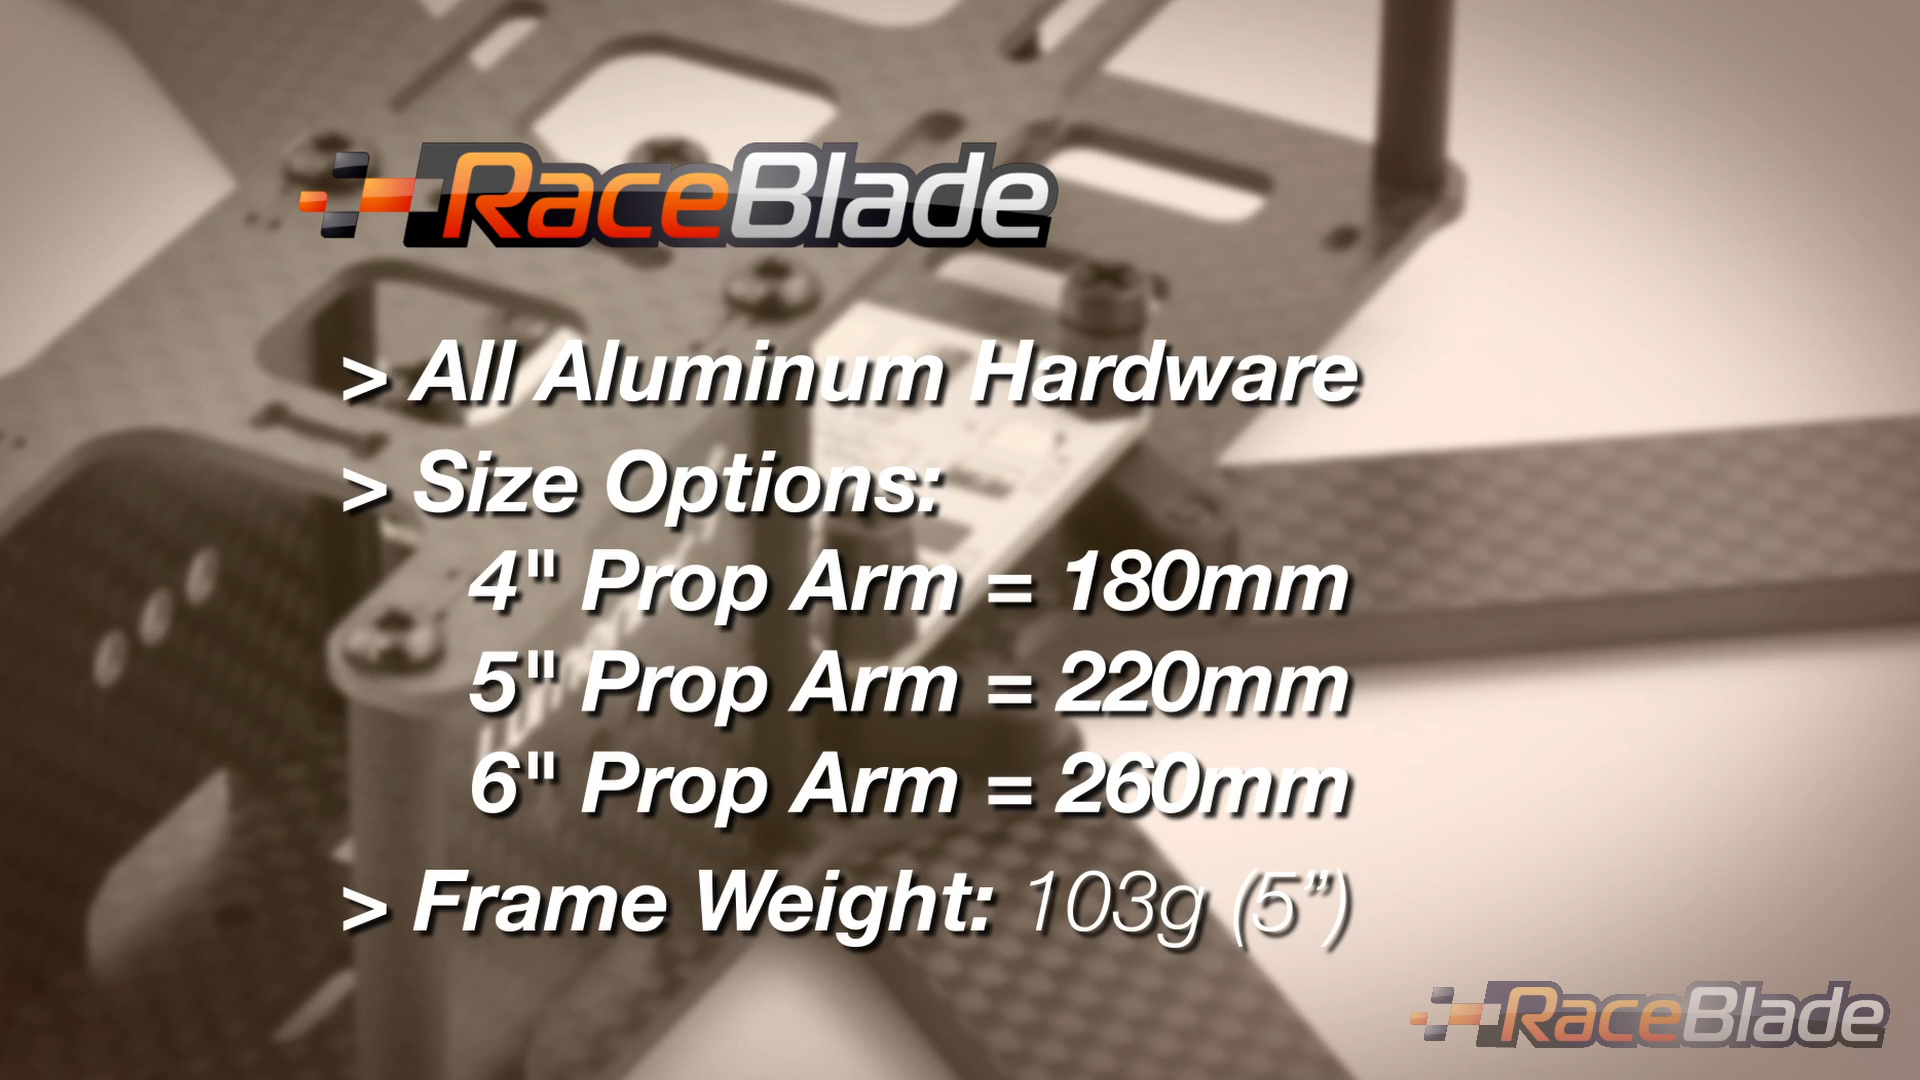 RaceBlade
> All Aluminum Hardware
> Size Options:
4" Prop Arm = 180mm
5" Prop Arm = 220mm
6" Prop Arm = 260mm
> Frame Weight: 103g (5”)
RaceBlade